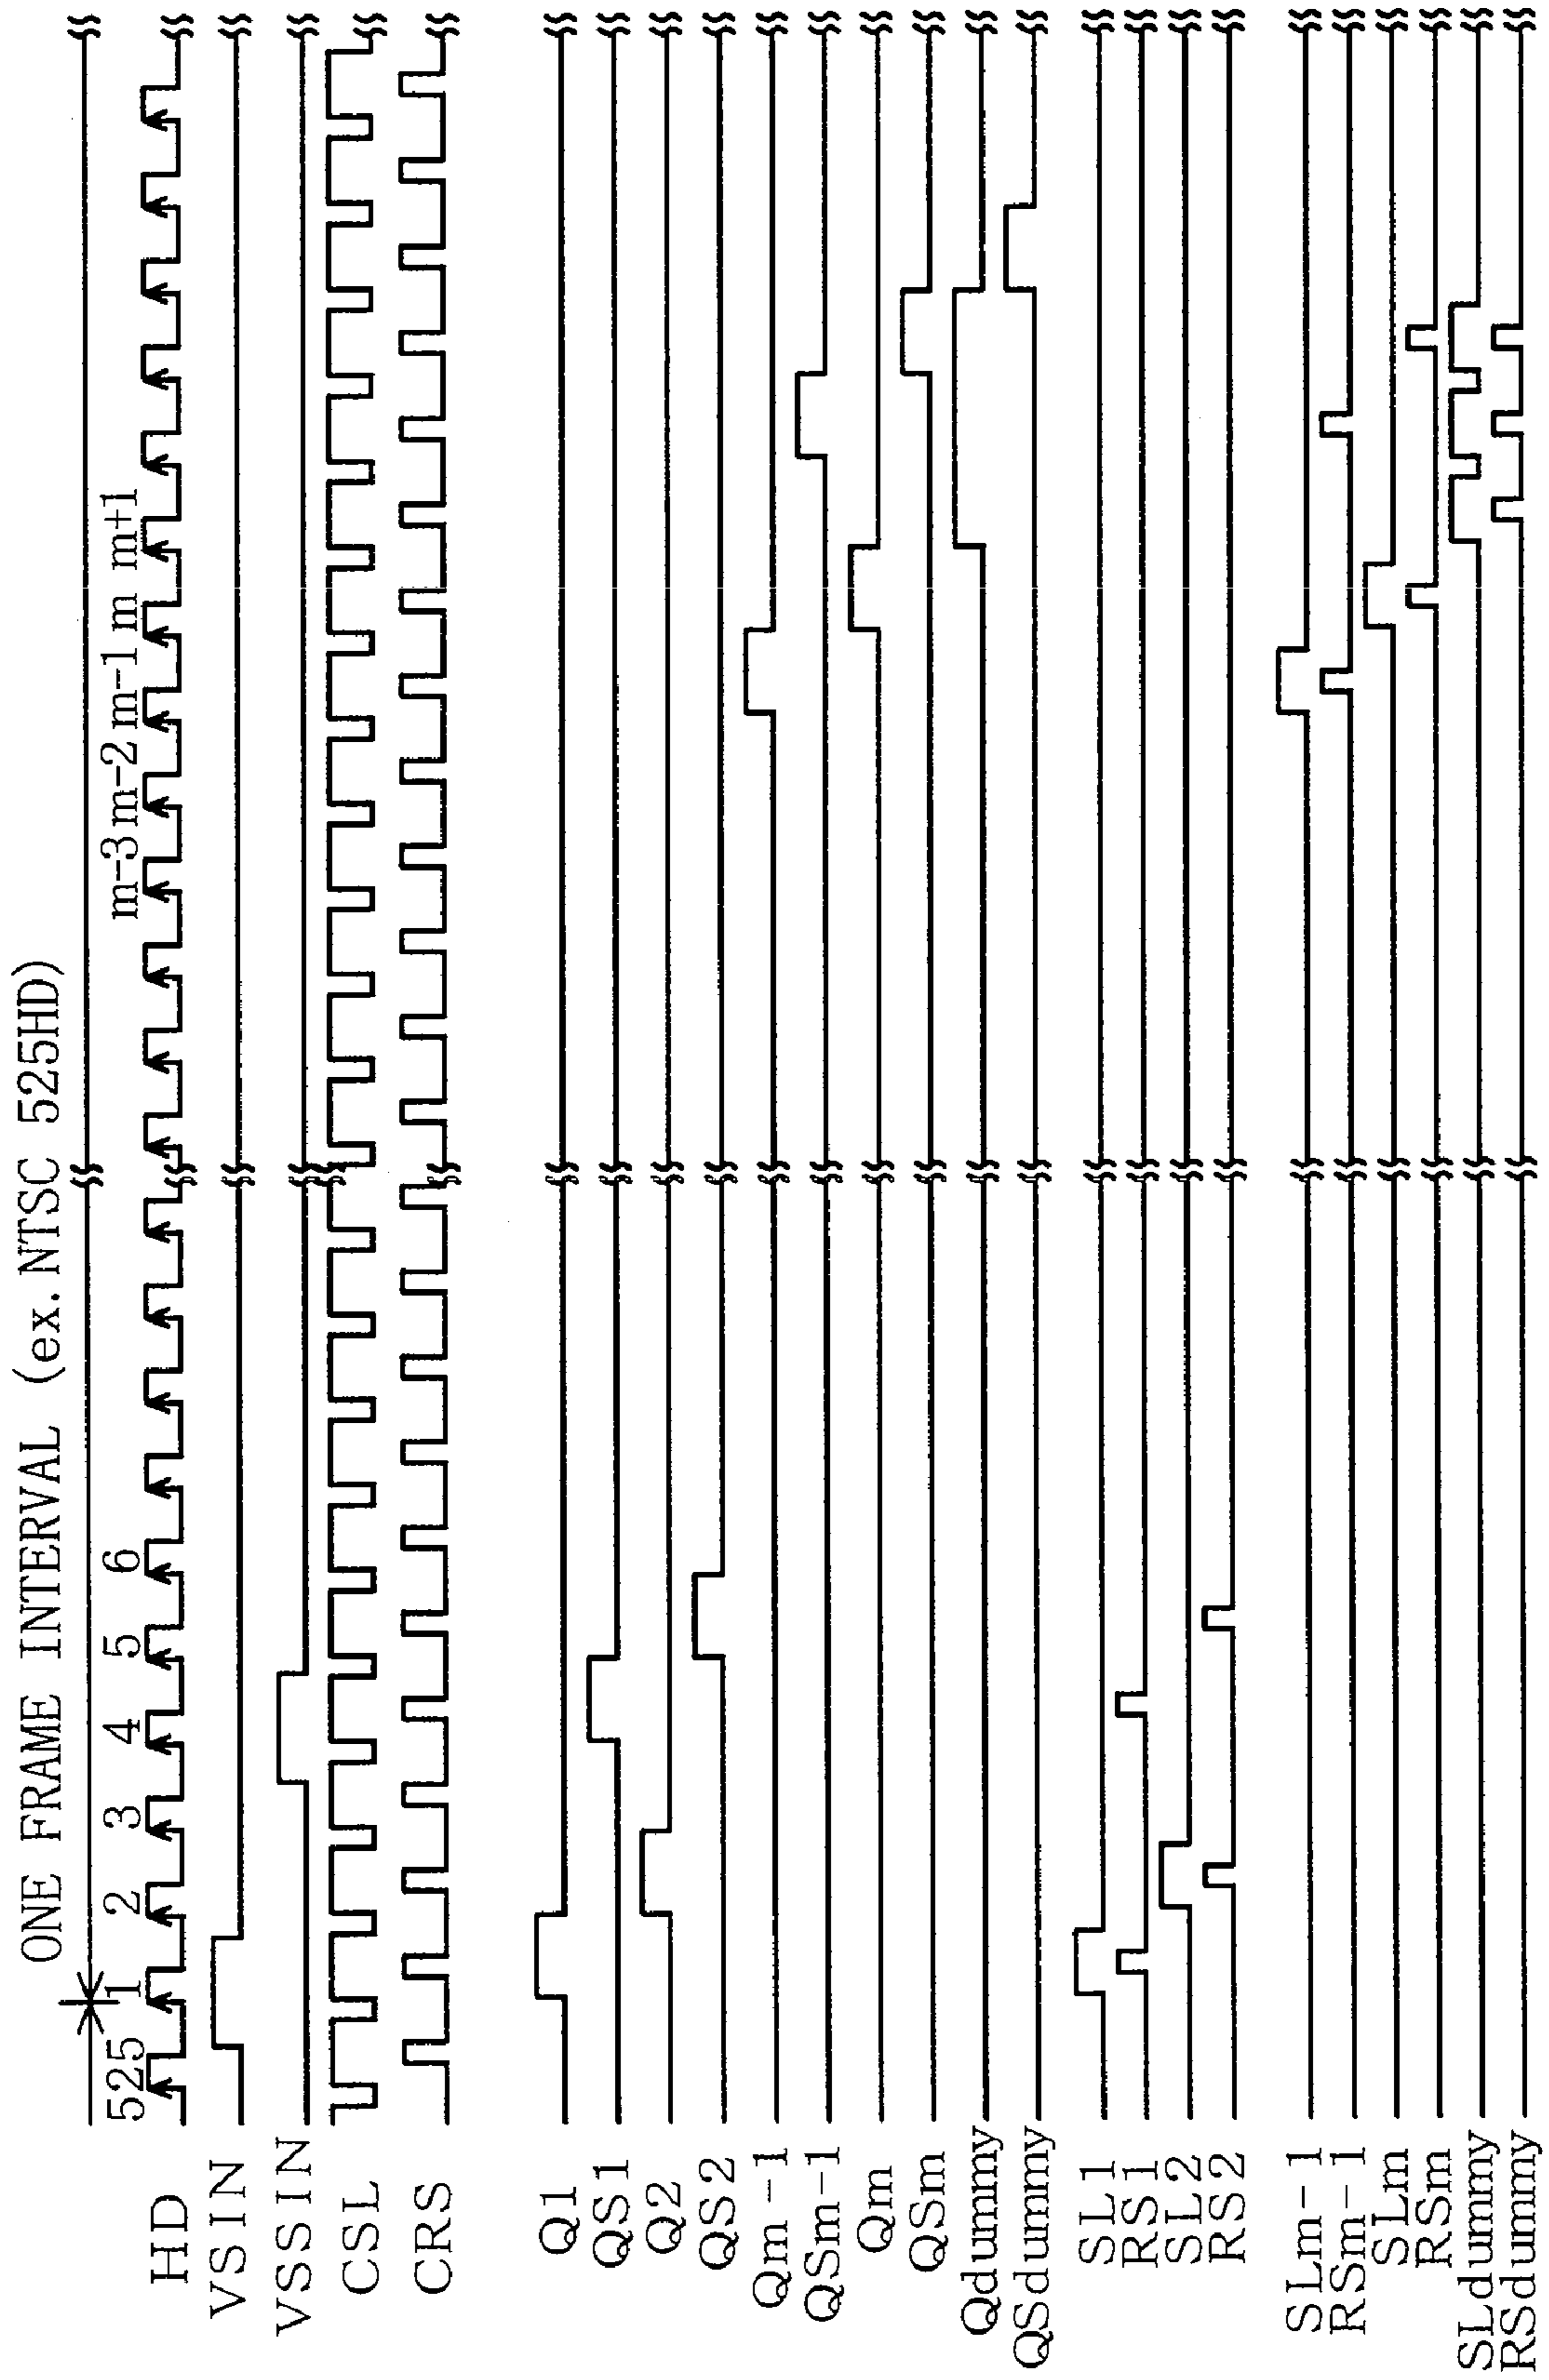 ONE FRAME INTERVAL (ex. NTSC 525HD)
525 1 2 3 4 5 6 m-3 m-2 m-1 m m+1
HD
VSIN
VSSIN
CSL
CRS
Q1
QS1
Q2
QS2
Qm-1
QSm-1
Qm
QSm
Qdummy
QSdummy
SL1
RS1
SL2
RS2
SLm-1
RSm-1
SLm
RSm
SLdummy
RSdummy